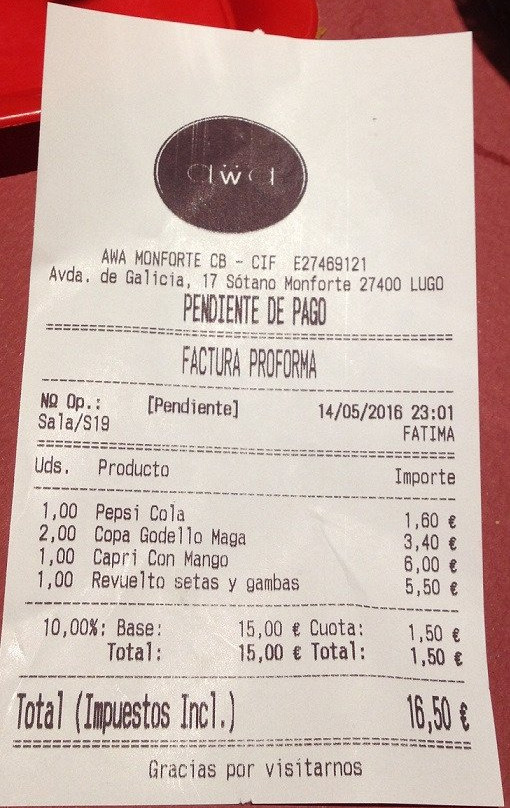 aẅa
AWA MONFORTE CB - CIF E27469121
Avda. de Galicia, 17 Sótano Monforte 27400 LUGO
PENDIENTE DE PAGO
FACTURA PROFORMA
NΩ Op.: [Pendiente] 14/05/2016 23:01
Sala/S19 FATIMA
Uds. Producto Importe
1,00 Pepsi Cola 1,60 €
2,00 Copa Godello Maga 3,40 €
1,00 Capri Con Mango 6,00 €
1,00 Revuelto setas y gambas 5,50 €
10,00%: Base: 15,00 € Cuota: 1,50 €
Total: 15,00 € Total: 1,50 €
Total (Impuestos Incl.) 16,50 €
Gracias por visitarnos